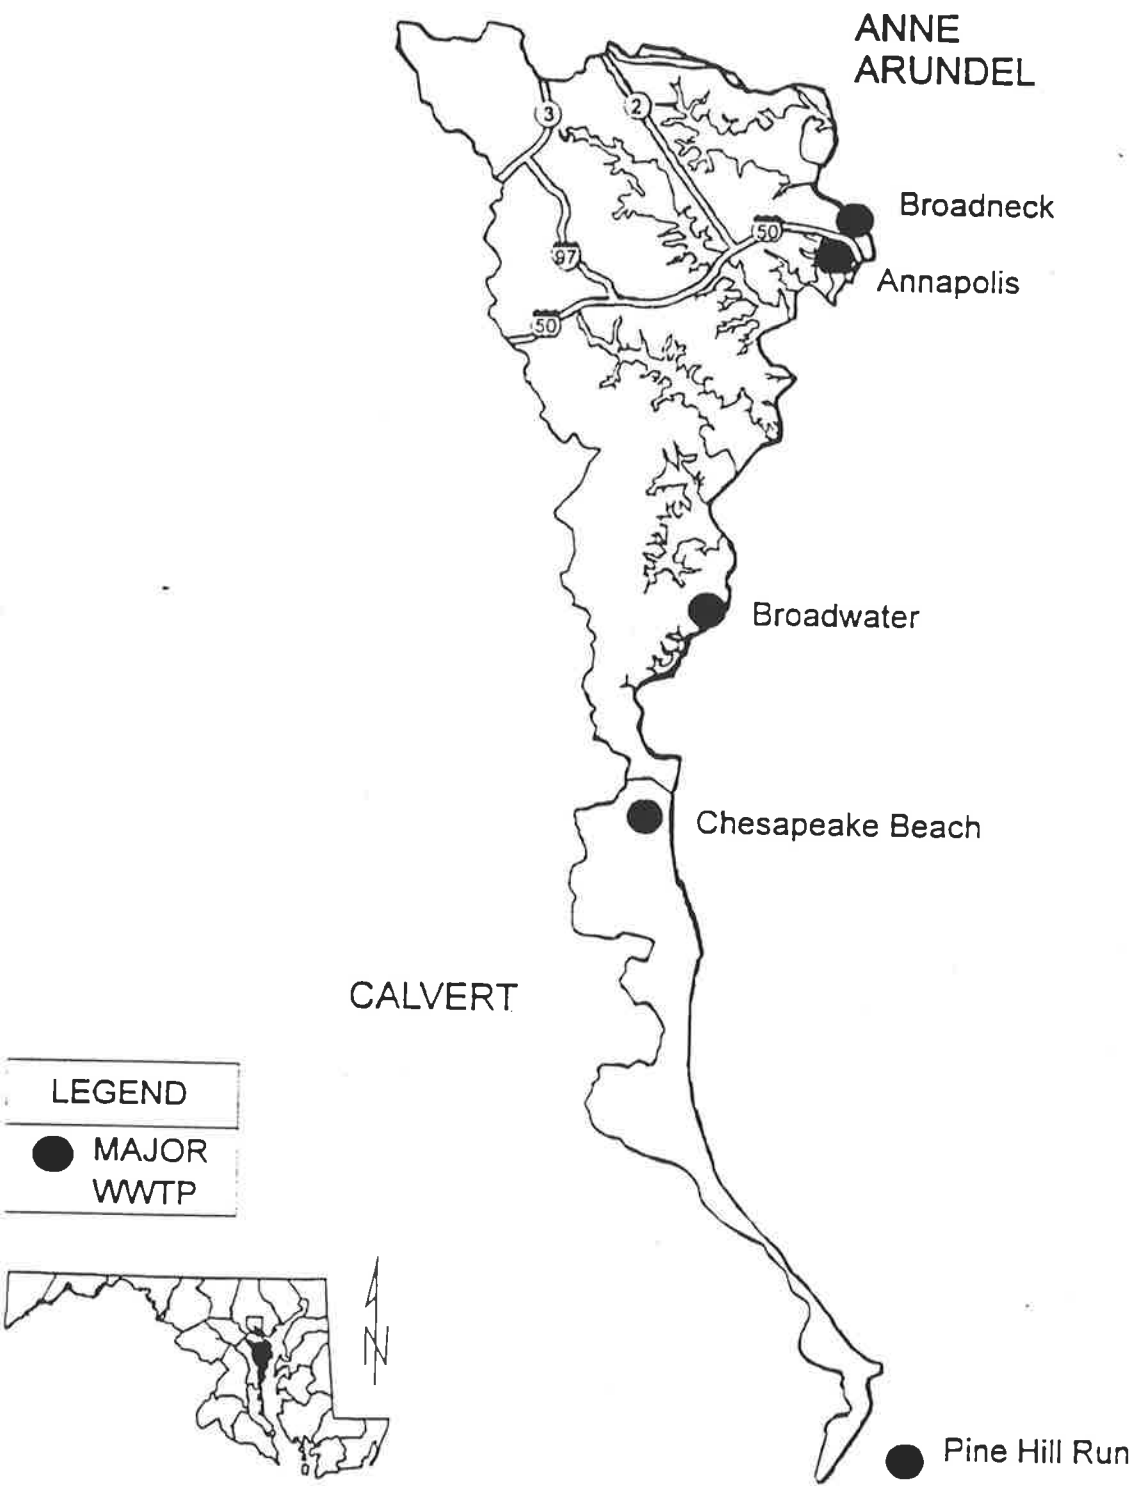 ANNE
ARUNDEL
3
2
Broadneck
50
97
Annapolis
50
Broadwater
Chesapeake Beach
CALVERT
LEGEND
MAJOR
WWTP
N
Pine Hill Run